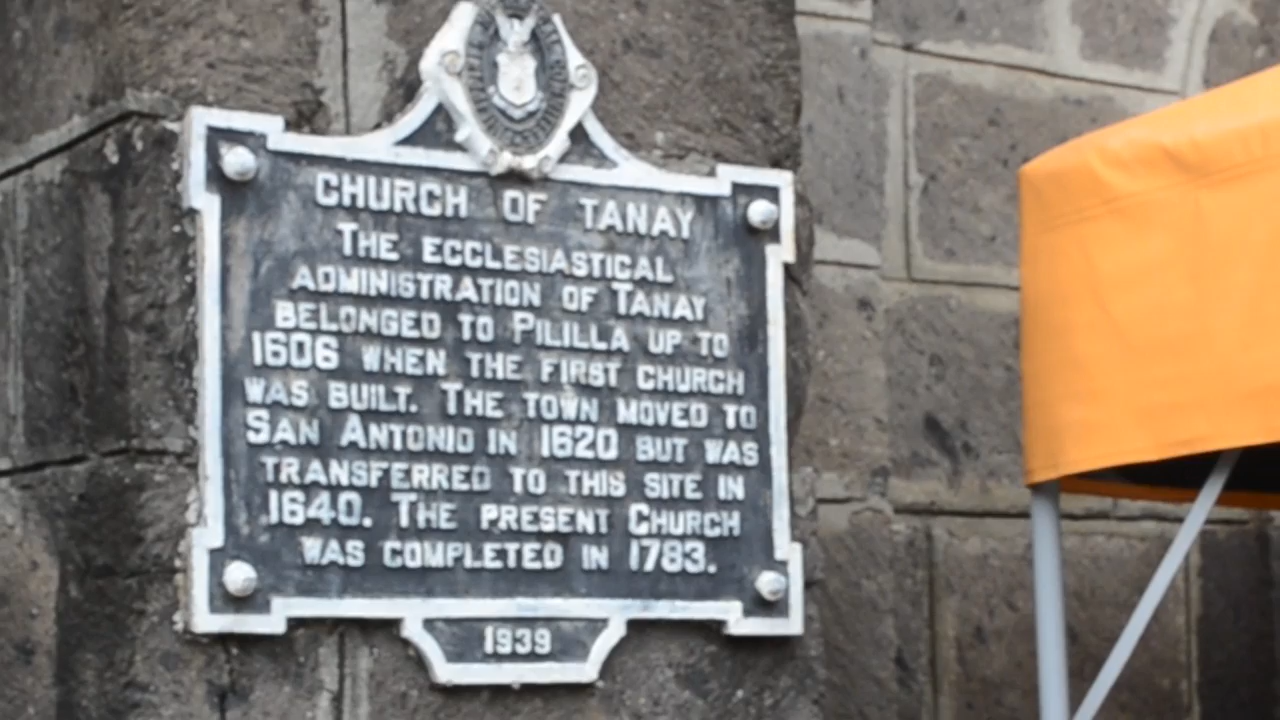 CHURCH OF TANAY
THE ECCLESIASTICAL
ADMINISTRATION OF TANAY
BELONGED TO PILILLA UP TO
1606 WHEN THE FIRST CHURCH
WAS BUILT. THE TOWN MOVED TO
SAN ANTONIO IN 1620 BUT WAS
TRANSFERRED TO THIS SITE IN
1640. THE PRESENT CHURCH
WAS COMPLETED IN 1783.
1939